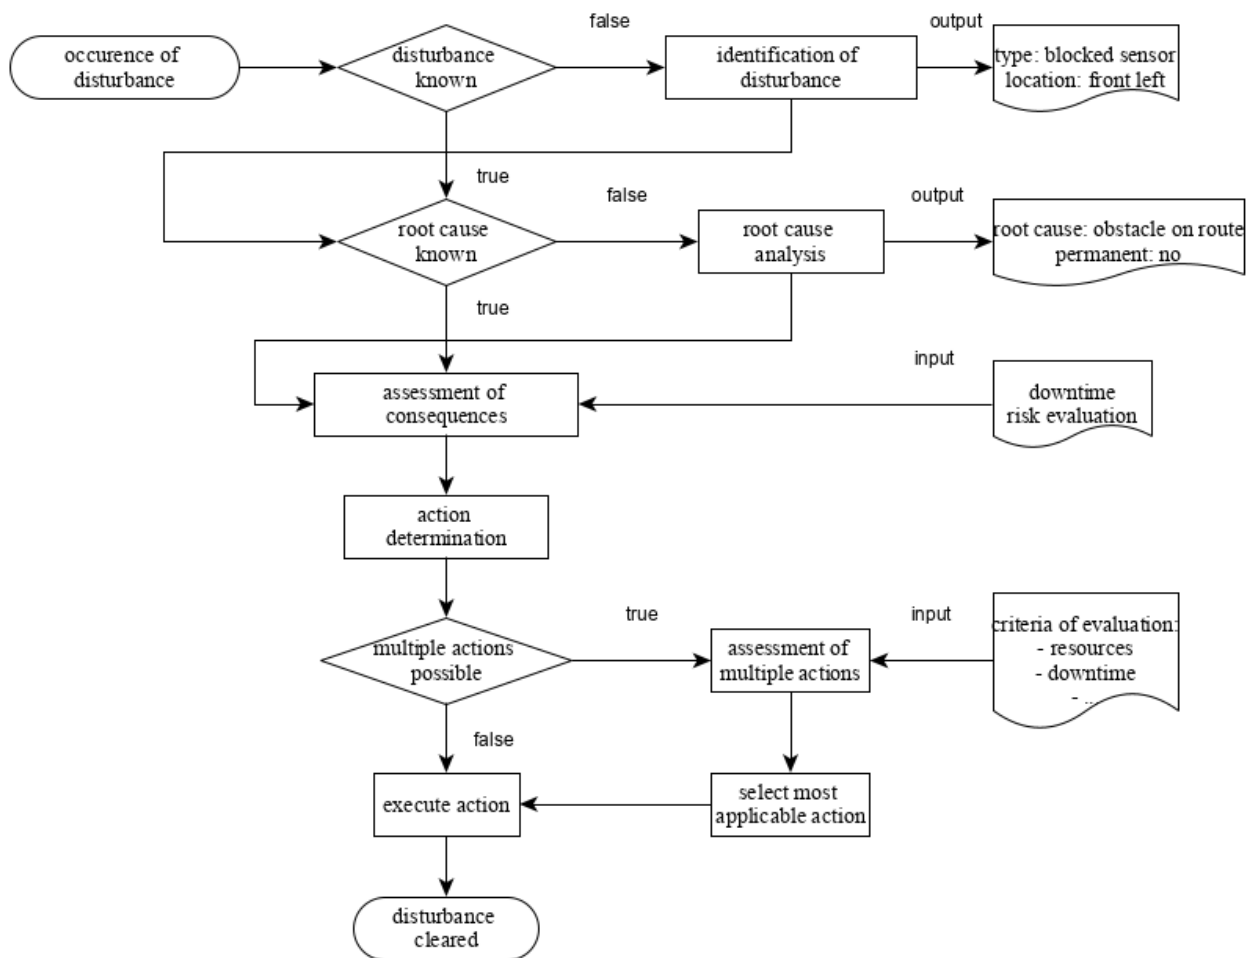 false
output
occurence of
disturbance
disturbance
known
identification of
disturbance
type: blocked sensor
location: front left
true
false
output
root cause
known
root cause
analysis
root cause: obstacle on route
permanent: no
true
input
assessment of
consequences
downtime
risk evaluation
action
determination
true
input
multiple actions
possible
assessment of
multiple actions
criteria of evaluation:
- resources
- downtime
- ...
false
execute action
select most
applicable action
disturbance
cleared